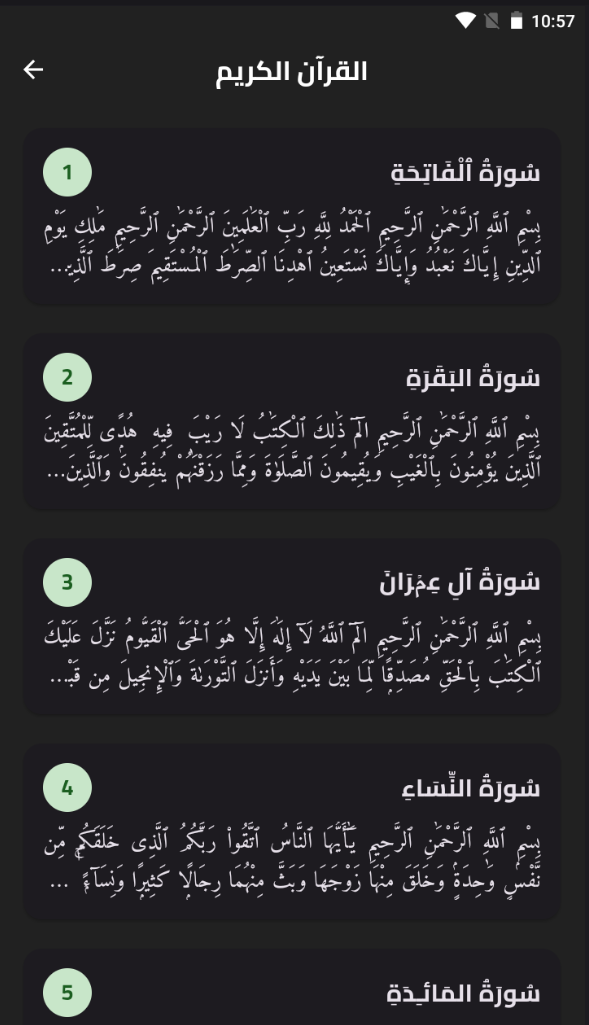 10:57
القرآن الكريم
سُورَةُ ٱلْفَاتِحَةِ
1
بِسْمِ ٱللَّهِ ٱلرَّحْمَٰنِ ٱلرَّحِيمِ ٱلْحَمْدُ لِلَّهِ رَبِّ ٱلْعَٰلَمِينَ ٱلرَّحْمَٰنِ ٱلرَّحِيمِ مَٰلِكِ يَوْمِ
ٱلدِّينِ إِيَّاكَ نَعْبُدُ وَإِيَّاكَ نَسْتَعِينُ ٱهْدِنَا ٱلصِّرَٰطَ ٱلْمُسْتَقِيمَ صِرَٰطَ ٱلَّذِي...
سُورَةُ البَقَرَةِ
2
بِسْمِ ٱللَّهِ ٱلرَّحْمَٰنِ ٱلرَّحِيمِ الٓمٓ ذَٰلِكَ ٱلْكِتَٰبُ لَا رَيْبَ ۛ فِيهِ ۛ هُدًى لِّلْمُتَّقِينَ
ٱلَّذِينَ يُؤْمِنُونَ بِٱلْغَيْبِ وَيُقِيمُونَ ٱلصَّلَوٰةَ وَمِمَّا رَزَقْنَٰهُمْ يُنفِقُونَ وَٱلَّذِينَ...
سُورَةُ آلِ عِمۡرَانَ
3
بِسْمِ ٱللَّهِ ٱلرَّحْمَٰنِ ٱلرَّحِيمِ الٓمٓ ٱللَّهُ لَآ إِلَٰهَ إِلَّا هُوَ ٱلْحَىُّ ٱلْقَيُّومُ نَزَّلَ عَلَيْكَ
ٱلْكِتَٰبَ بِٱلْحَقِّ مُصَدِّقًا لِّمَا بَيْنَ يَدَيْهِ وَأَنزَلَ ٱلتَّوْرَىٰةَ وَٱلْإِنجِيلَ مِن قَبْ...
سُورَةُ النِّسَاءِ
4
بِسْمِ ٱللَّهِ ٱلرَّحْمَٰنِ ٱلرَّحِيمِ يَٰٓأَيُّهَا ٱلنَّاسُ ٱتَّقُوا۟ رَبَّكُمُ ٱلَّذِى خَلَقَكُم مِّن
نَّفْسٍ وَٰحِدَةٍ وَخَلَقَ مِنْهَا زَوْجَهَا وَبَثَّ مِنْهُمَا رِجَالًا كَثِيرًا وَنِسَآءً ۚ ...
سُورَةُ المَائـِدَةِ
5